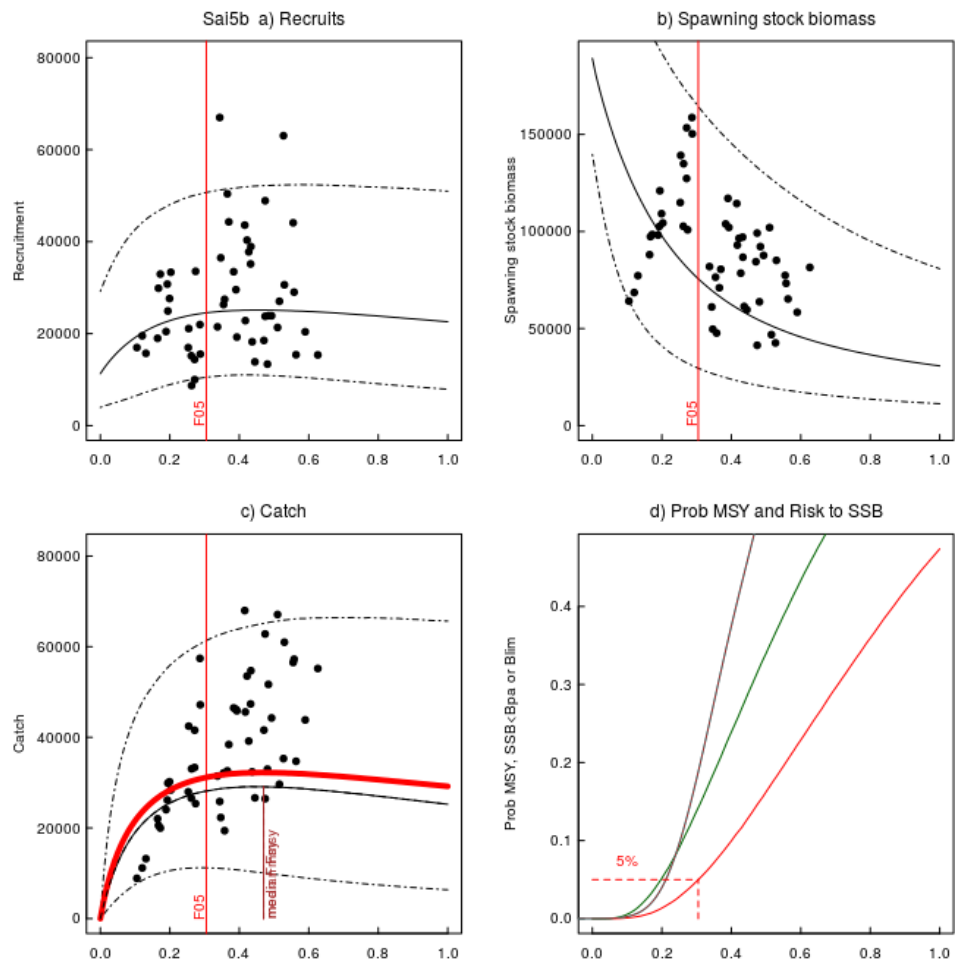 Sai5b a) Recruits
Recruitment
80000
60000
40000
20000
0
F05
0.0 0.2 0.4 0.6 0.8 1.0
b) Spawning stock biomass
Spawning stock biomass
150000
100000
50000
0
F05
0.0 0.2 0.4 0.6 0.8 1.0
c) Catch
Catch
80000
60000
40000
20000
0
F05
median
0.0 0.2 0.4 0.6 0.8 1.0
d) Prob MSY and Risk to SSB
Prob MSY, SSB<Bpa or Blim
0.4
0.3
0.2
0.1
0.0
5%
0.0 0.2 0.4 0.6 0.8 1.0